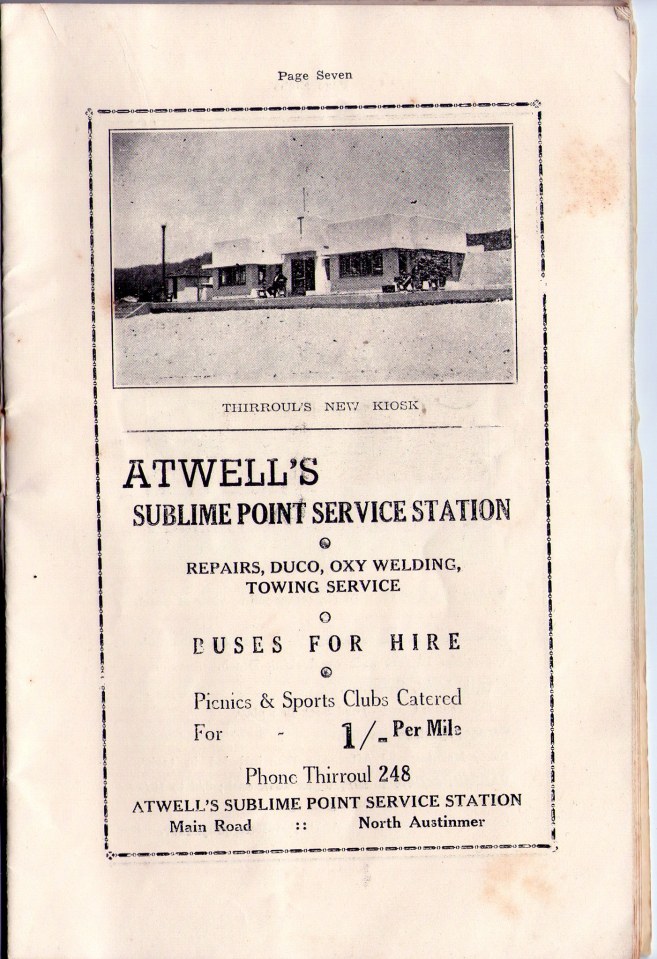 Page Seven
THIRROUL'S NEW KIOSK
ATWELL'S
SUBLIME POINT SERVICE STATION
REPAIRS, DUCO, OXY WELDING,
TOWING SERVICE
BUSES FOR HIRE
Picnics & Sports Clubs Catered
For - 1/- Per Mile
Phone Thirroul 248
ATWELL'S SUBLIME POINT SERVICE STATION
Main Road :: North Austinmer